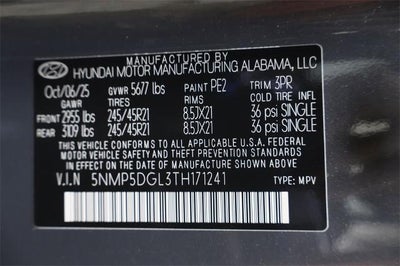 MANUFACTURED BY
HYUNDAI MOTOR MANUFACTURING ALABAMA, LLC
Oct/06/25 GVWR 5677 lbs PAINT PE2 TRIM 3PR
GAWR TIRES RIMS COLD TIRE INFL
FRONT 2955 lbs 245/45R21 8.5JX21 36 psi SINGLE
REAR 3109 lbs 245/45R21 8.5JX21 36 psi SINGLE
THIS VEHICLE CONFORMS TO ALL APPLICABLE U.S.A. FEDERAL
MOTOR VEHICLE SAFETY STANDARDS IN EFFECT ON
THE DATE OF MANUFACTURE SHOWN ABOVE.
V.I.N 5NMP5DGL3TH171241 TYPE: MPV